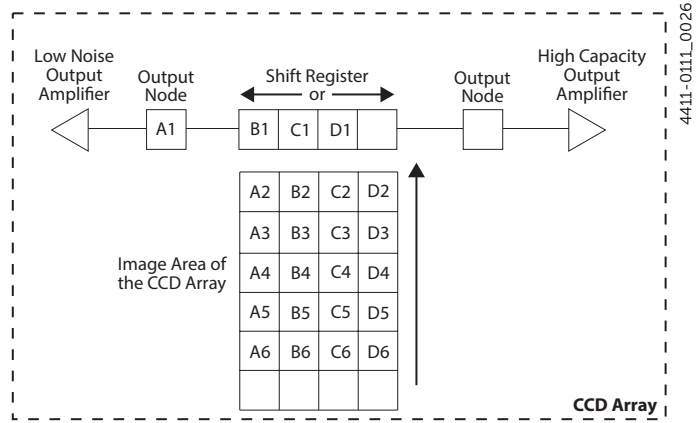 Low Noise
Output
Amplifier
Output
Node
Shift Register
or
Output
Node
High Capacity
Output
Amplifier
A1
B1 C1 D1
A2 B2 C2 D2
A3 B3 C3 D3
Image Area of
the CCD Array
A4 B4 C4 D4
A5 B5 C5 D5
A6 B6 C6 D6
CCD Array
4411-0111_0026